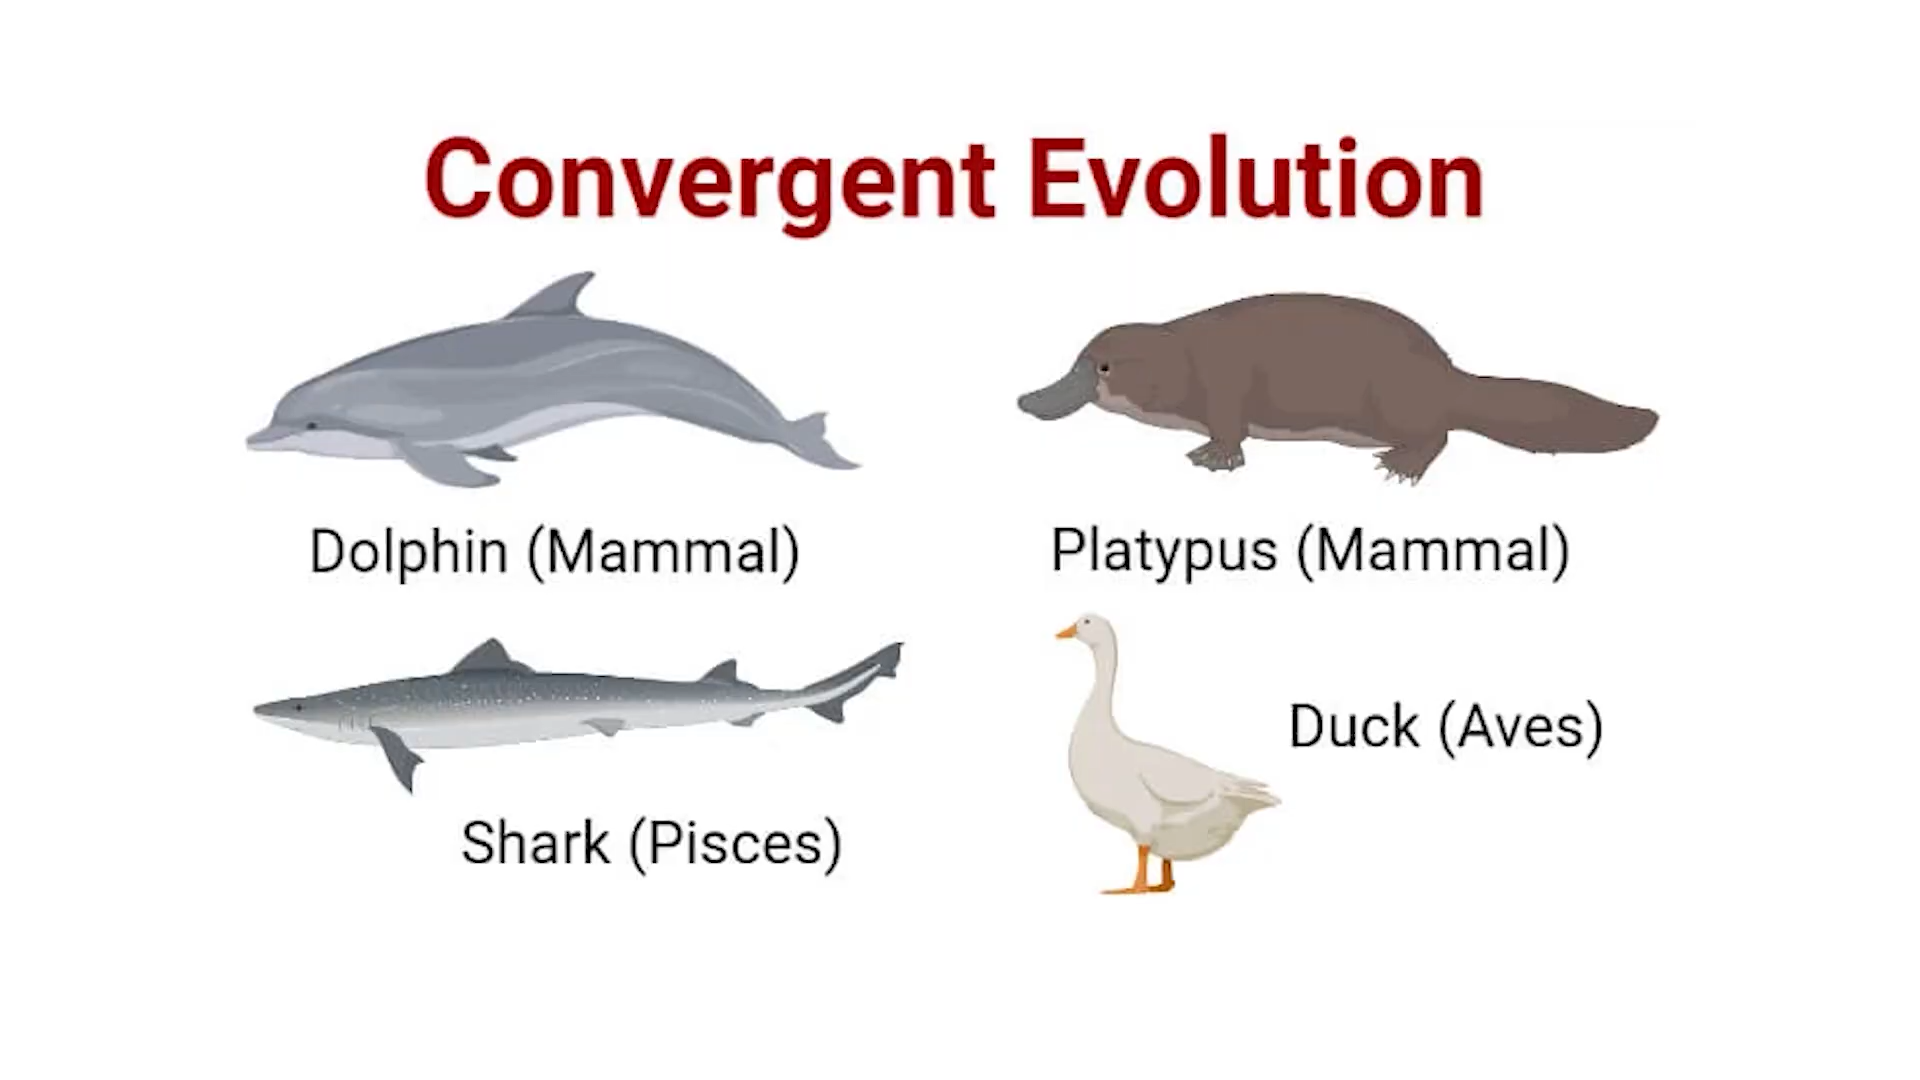 Convergent Evolution
Dolphin (Mammal)
Platypus (Mammal)
Shark (Pisces)
Duck (Aves)